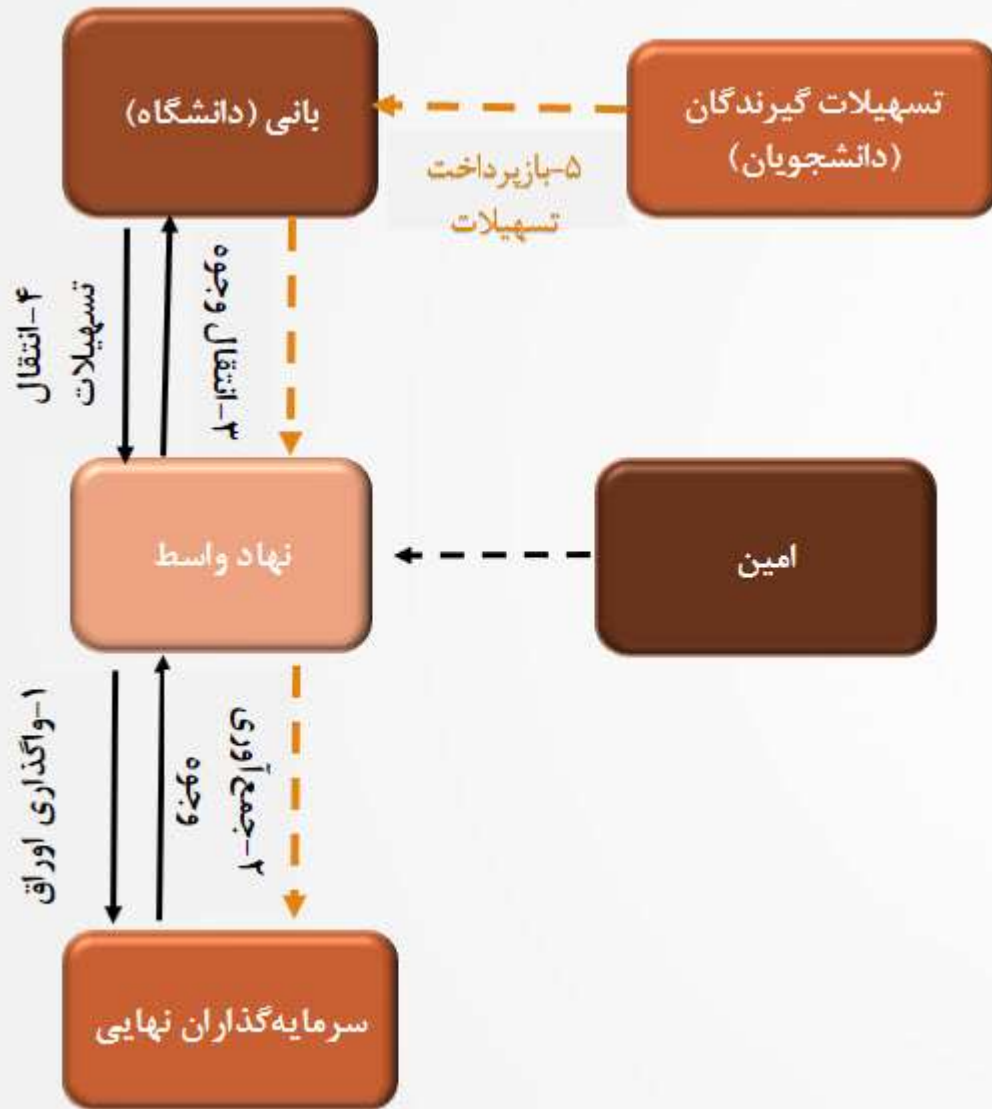 بانی (دانشگاه)
تسهیلات گیرندگان
(دانشجویان)
۵-بازپرداخت
تسهیلات
۴-انتقال
تسهیلات
۳-انتقال وجوه
نهاد واسط
امین
۱-واگذاری اوراق
۲-جمع‌آوری
وجوه
سرمایه‌گذاران نهایی